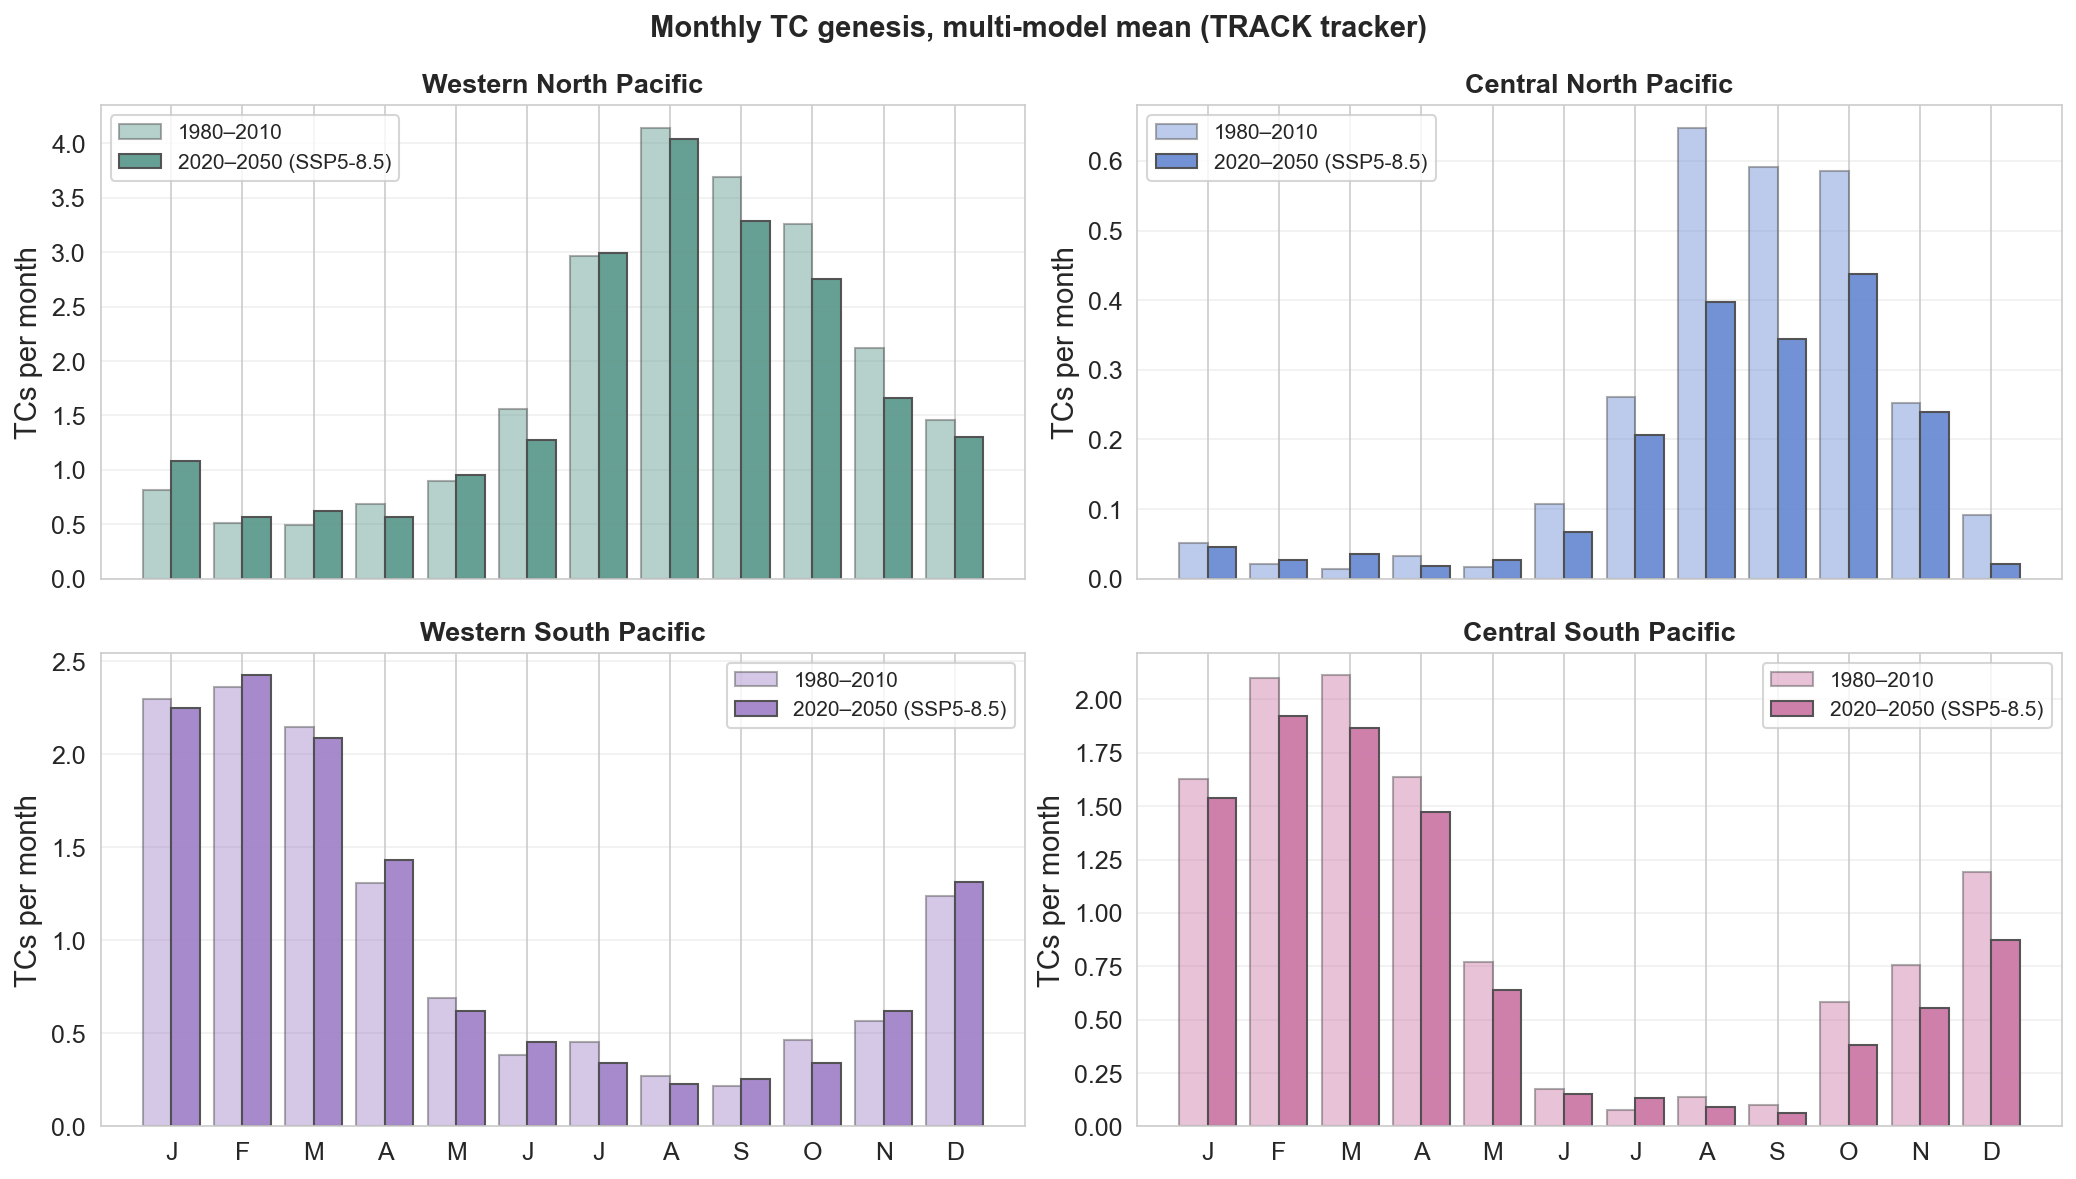 Monthly TC genesis, multi-model mean (TRACK tracker)
Western North Pacific
1980–2010
2020–2050 (SSP5-8.5)
TCs per month
4.0
3.5
3.0
2.5
2.0
1.5
1.0
0.5
0.0
Central North Pacific
1980–2010
2020–2050 (SSP5-8.5)
TCs per month
0.6
0.5
0.4
0.3
0.2
0.1
0.0
Western South Pacific
1980–2010
2020–2050 (SSP5-8.5)
TCs per month
2.5
2.0
1.5
1.0
0.5
0.0
J F M A M J J A S O N D
Central South Pacific
1980–2010
2020–2050 (SSP5-8.5)
TCs per month
2.00
1.75
1.50
1.25
1.00
0.75
0.50
0.25
0.00
J F M A M J J A S O N D